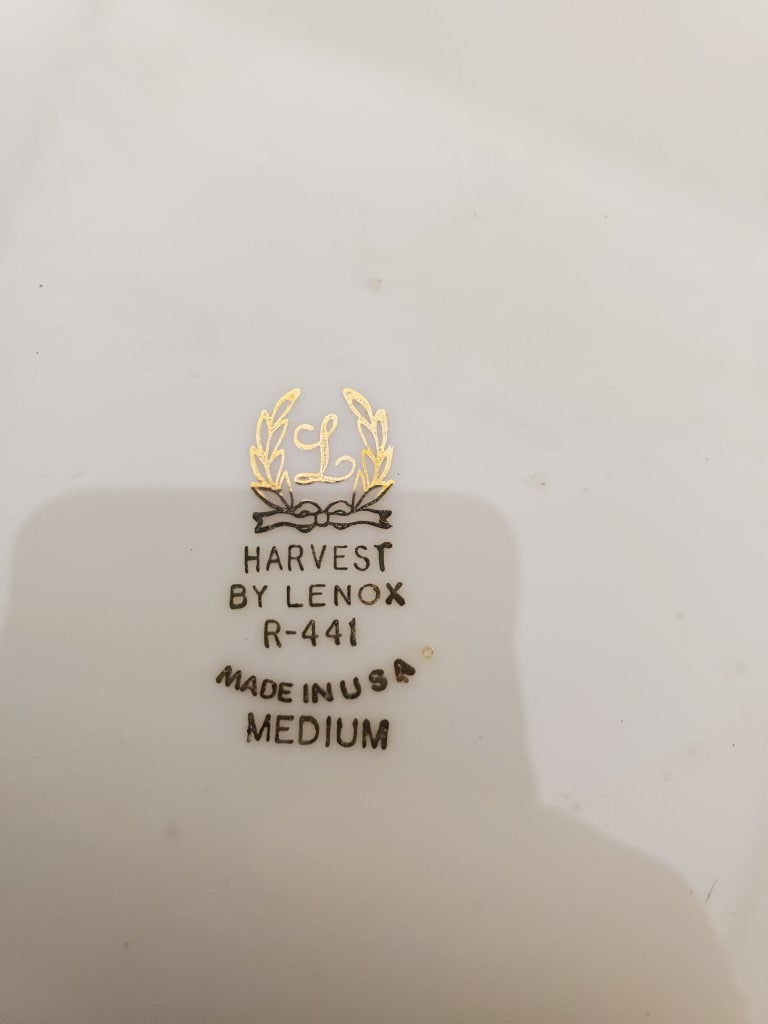 L
HARVEST
BY LENOX
R-441
MADE IN USA
MEDIUM